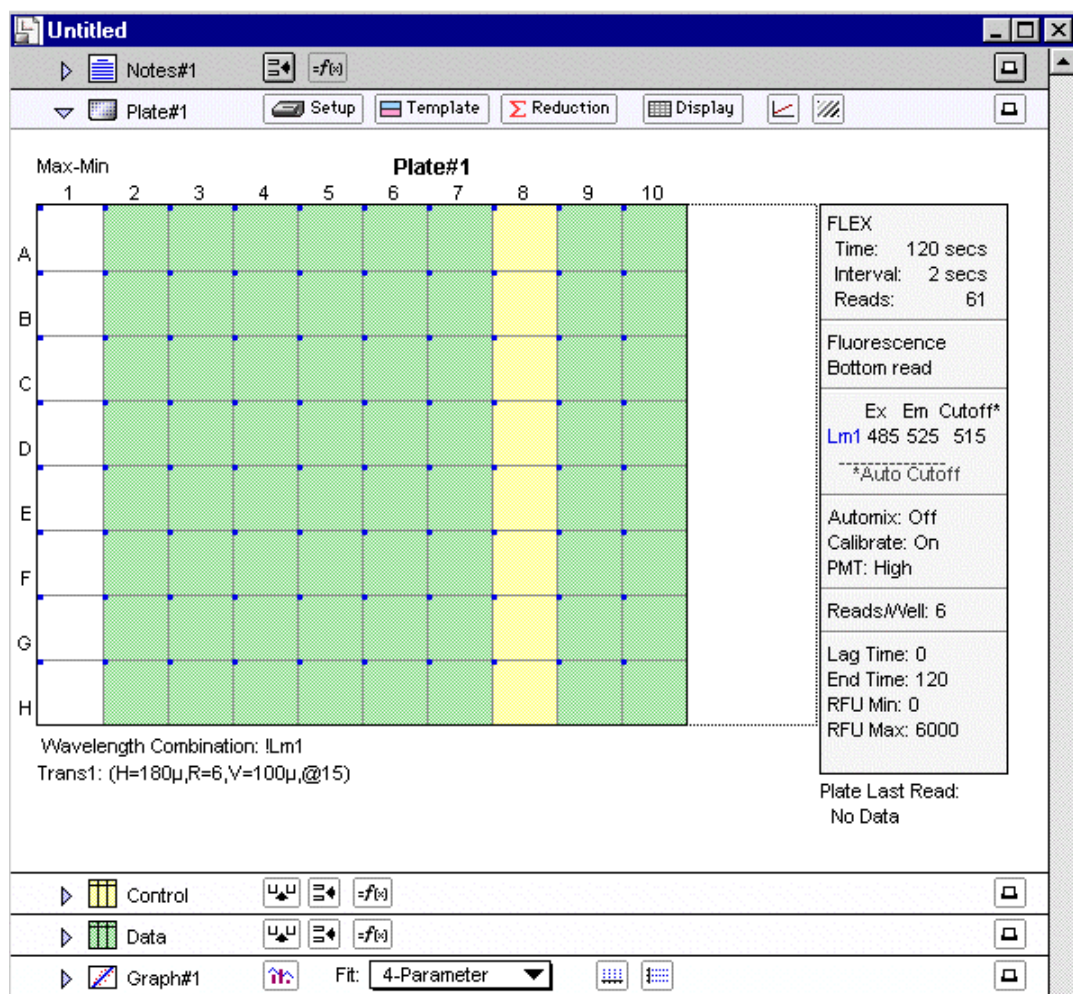 Untitled
Notes#1 =f(x)
Plate#1 Setup Template Σ Reduction Display
Max-Min Plate#1
1 2 3 4 5 6 7 8 9 10
A
B
C
D
E
F
G
H
Wavelength Combination: !Lm1
Trans1: (H=180µ,R=6,V=100µ,@15)
FLEX
Time: 120 secs
Interval: 2 secs
Reads: 61
Fluorescence
Bottom read
Ex Em Cutoff*
Lm1 485 525 515
*Auto Cutoff
Automix: Off
Calibrate: On
PMT: High
Reads/Well: 6
Lag Time: 0
End Time: 120
RFU Min: 0
RFU Max: 6000
Plate Last Read:
No Data
Control =f(x)
Data =f(x)
Graph#1 Fit: 4-Parameter